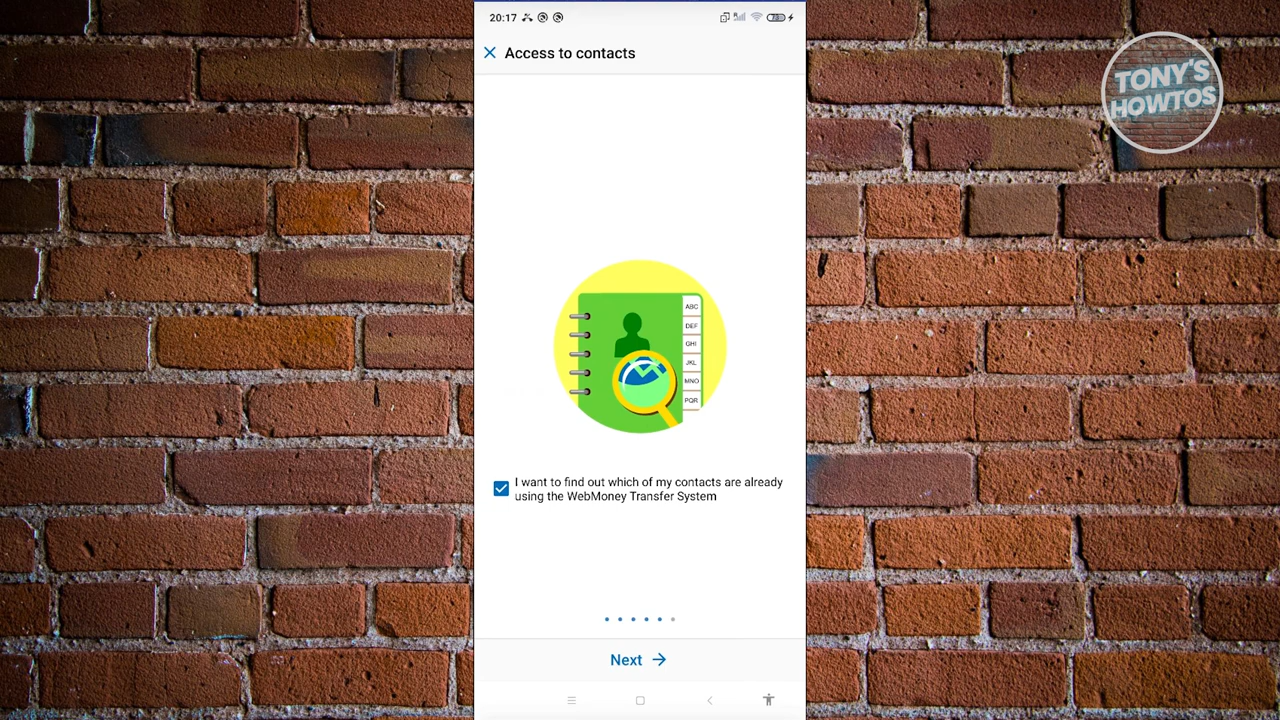 20:17
Access to contacts
TONY'S
HOWTOS
ABC
DEF
GHI
JKL
MNO
PQR
I want to find out which of my contacts are already
using the WebMoney Transfer System
Next